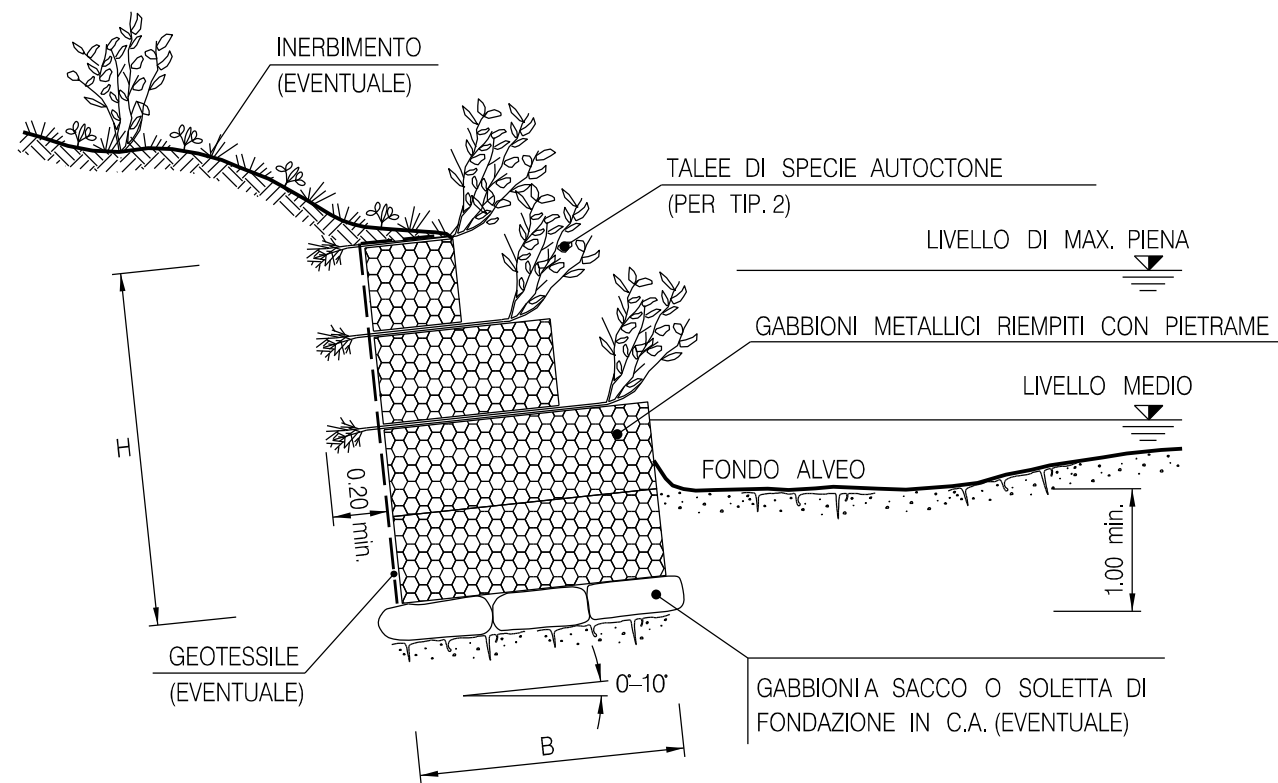 INERBIMENTO
(EVENTUALE)
TALEE DI SPECIE AUTOCTONE
(PER TIP. 2)
LIVELLO DI MAX. PIENA
GABBIONI METALLICI RIEMPITI CON PIETRAME
LIVELLO MEDIO
H
FONDO ALVEO
0.20 min.
1.00 min.
GEOTESSILE
(EVENTUALE)
0°–10°
GABBIONI A SACCO O SOLETTA DI
FONDAZIONE IN C.A. (EVENTUALE)
B